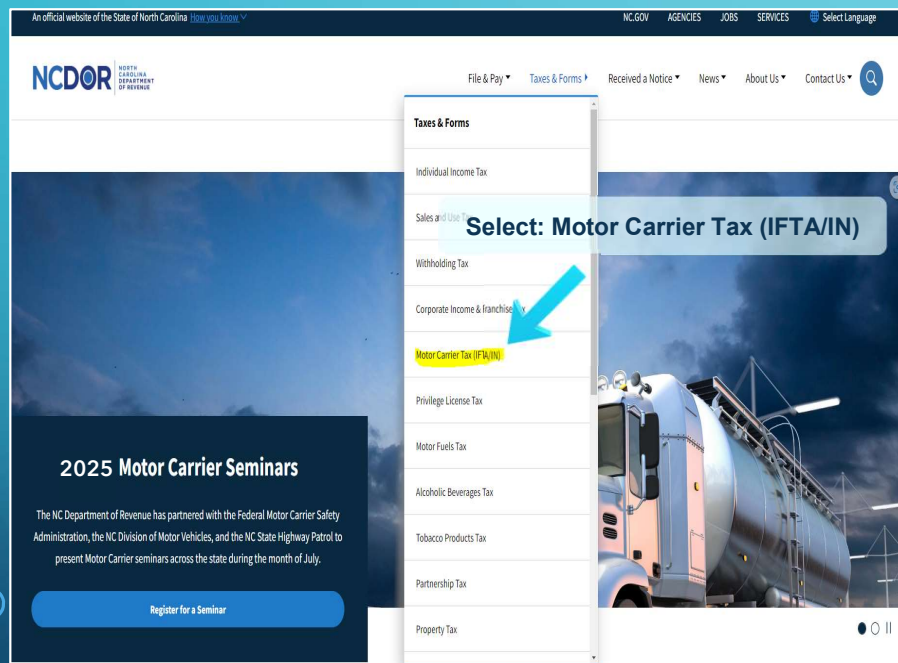 An official website of the State of North Carolina How you know
NC.GOV AGENCIES JOBS SERVICES Select Language
NCDOR NORTH CAROLINA DEPARTMENT OF REVENUE
File & Pay Taxes & Forms Received a Notice News About Us Contact Us
Taxes & Forms
Individual Income Tax
Sales and Use Tax
Select: Motor Carrier Tax (IFTA/IN)
Withholding Tax
Corporate Income & Franchise Tax
Motor Carrier Tax (IFTA/IN)
Privilege License Tax
Motor Fuels Tax
Alcoholic Beverages Tax
Tobacco Products Tax
Partnership Tax
Property Tax
2025 Motor Carrier Seminars
The NC Department of Revenue has partnered with the Federal Motor Carrier Safety
Administration, the NC Division of Motor Vehicles, and the NC State Highway Patrol to
present Motor Carrier seminars across the state during the month of July.
Register for a Seminar